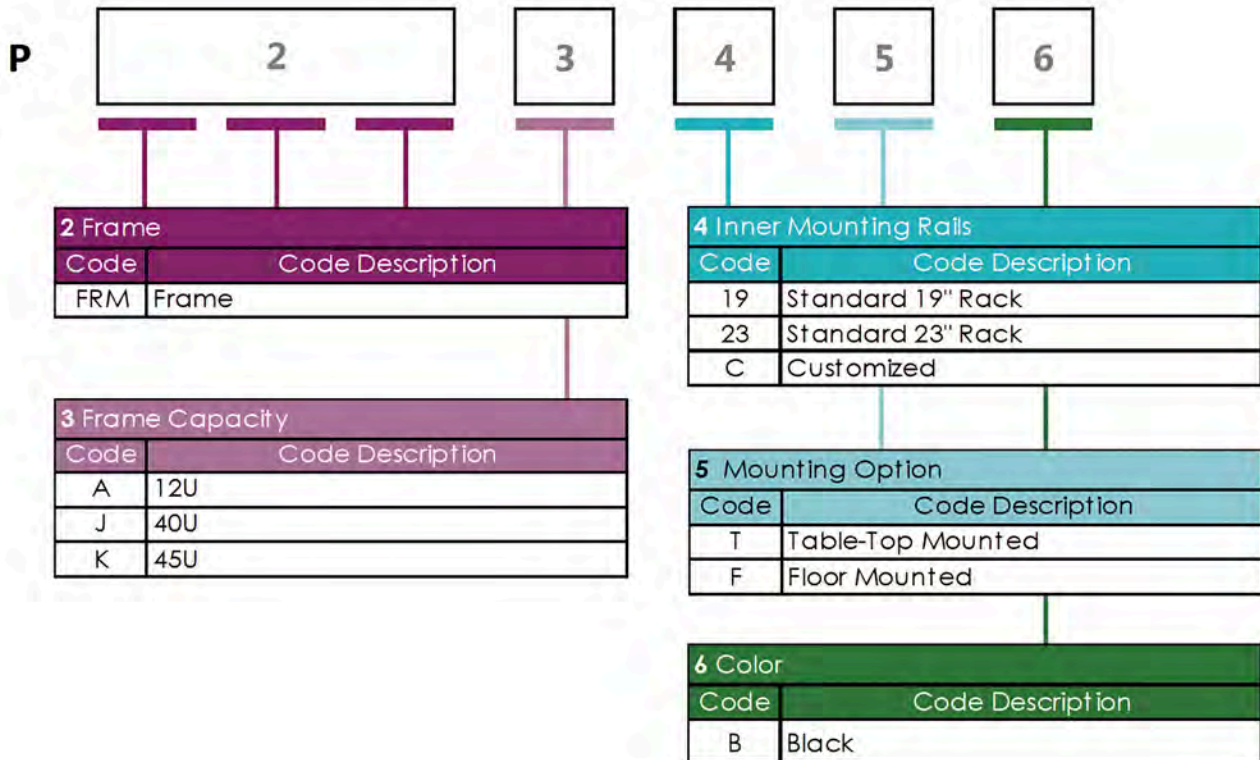 P 2 3 4 5 6
2 Frame
Code Code Description
FRM Frame
3 Frame Capacity
Code Code Description
A 12U
J 40U
K 45U
4 Inner Mounting Rails
Code Code Description
19 Standard 19" Rack
23 Standard 23" Rack
C Customized
5 Mounting Option
Code Code Description
T Table-Top Mounted
F Floor Mounted
6 Color
Code Code Description
B Black